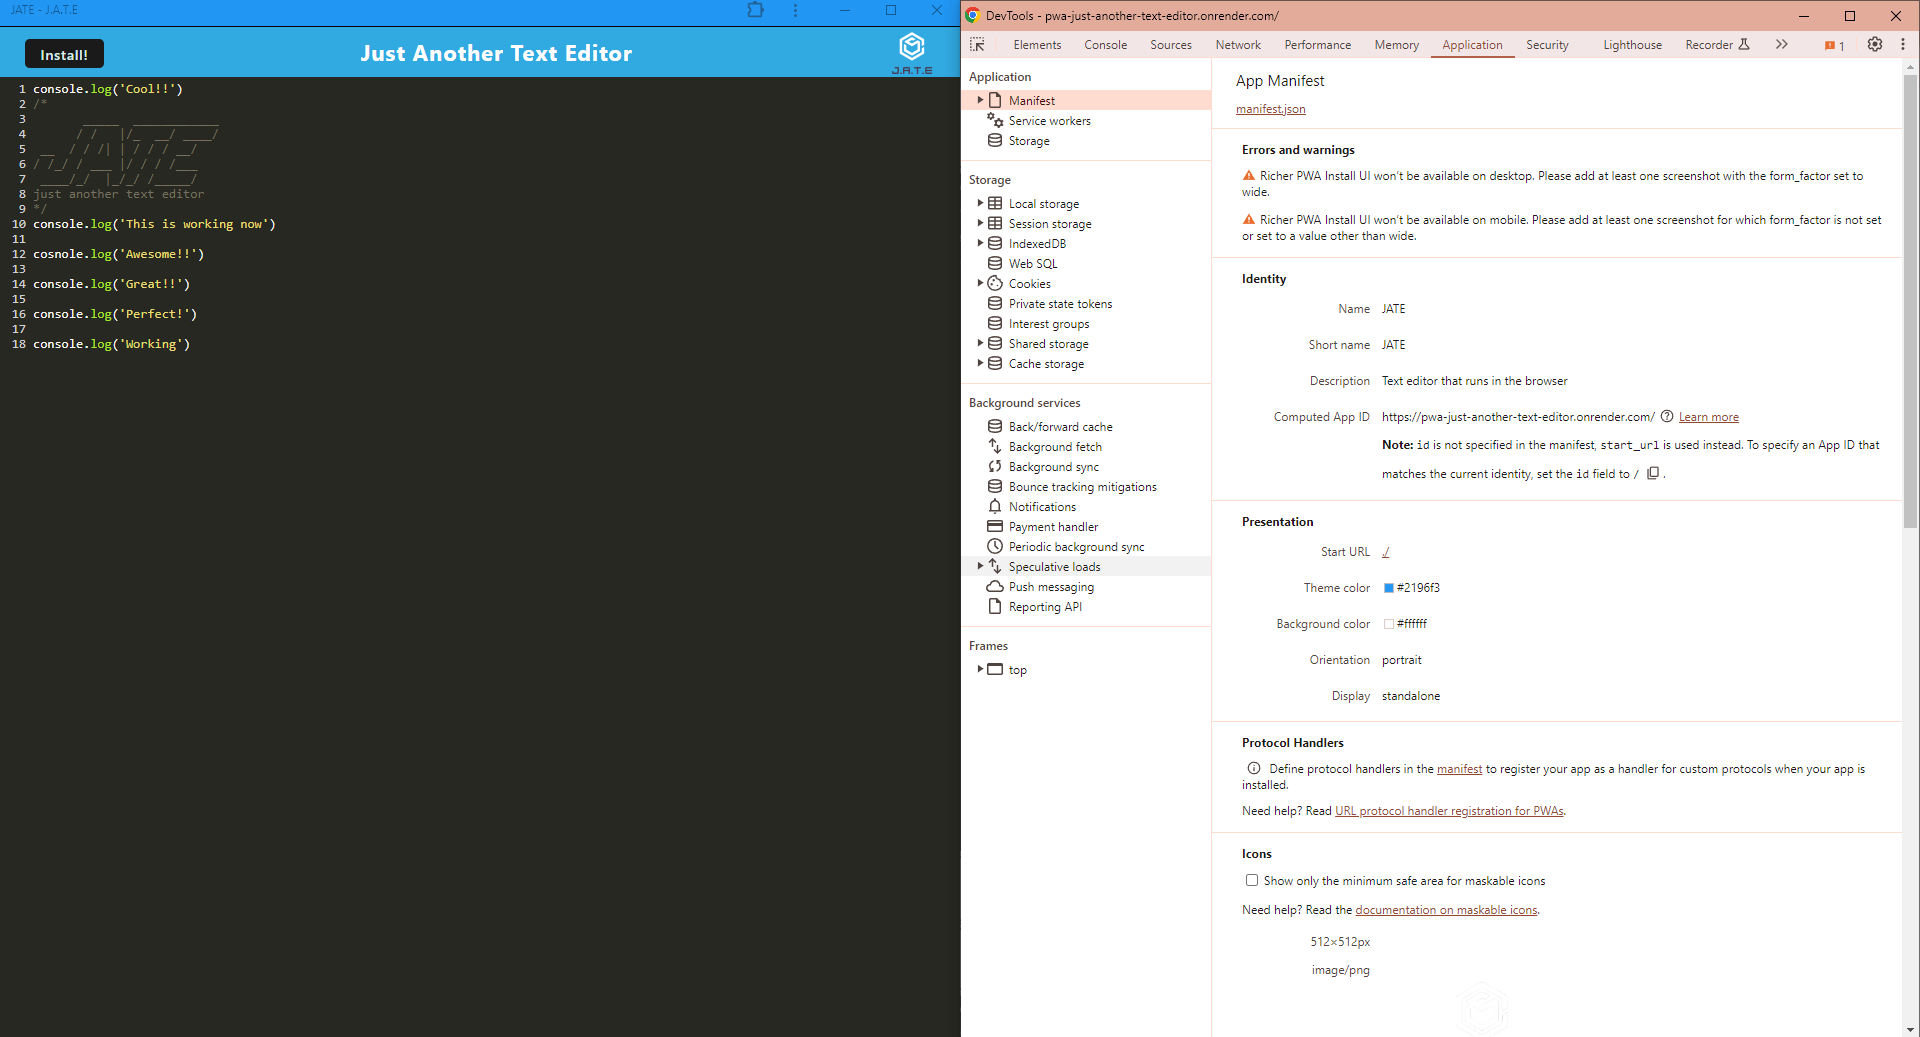 JATE - J.A.T.E
Install!
Just Another Text Editor
J.A.T.E
1 console.log('Cool!!')
2 /*
3       _____  ____________
4      / /   |/_  __/ ____/
5 __  / / /| | / / / __/
6 / /_/ / ___ |/ / / /___
7 ____/_/  |_/_/ /_____/
8 just another text editor
9 */
10 console.log('This is working now')
11
12 cosnole.log('Awesome!!')
13
14 console.log('Great!!')
15
16 console.log('Perfect!')
17
18 console.log('Working')
DevTools - pwa-just-another-text-editor.onrender.com/
Elements Console Sources Network Performance Memory Application Security Lighthouse Recorder 1
Application
Manifest
Service workers
Storage
Storage
Local storage
Session storage
IndexedDB
Web SQL
Cookies
Private state tokens
Interest groups
Shared storage
Cache storage
Background services
Back/forward cache
Background fetch
Background sync
Bounce tracking mitigations
Notifications
Payment handler
Periodic background sync
Speculative loads
Push messaging
Reporting API
Frames
top
App Manifest
manifest.json
Errors and warnings
Richer PWA Install UI won't be available on desktop. Please add at least one screenshot with the form_factor set to
wide.
Richer PWA Install UI won't be available on mobile. Please add at least one screenshot for which form_factor is not set
or set to a value other than wide.
Identity
Name JATE
Short name JATE
Description Text editor that runs in the browser
Computed App ID https://pwa-just-another-text-editor.onrender.com/ Learn more
Note: id is not specified in the manifest, start_url is used instead. To specify an App ID that
matches the current identity, set the id field to / .
Presentation
Start URL ./
Theme color #2196f3
Background color #ffffff
Orientation portrait
Display standalone
Protocol Handlers
Define protocol handlers in the manifest to register your app as a handler for custom protocols when your app is
installed.
Need help? Read URL protocol handler registration for PWAs.
Icons
Show only the minimum safe area for maskable icons
Need help? Read the documentation on maskable icons.
512×512px
image/png